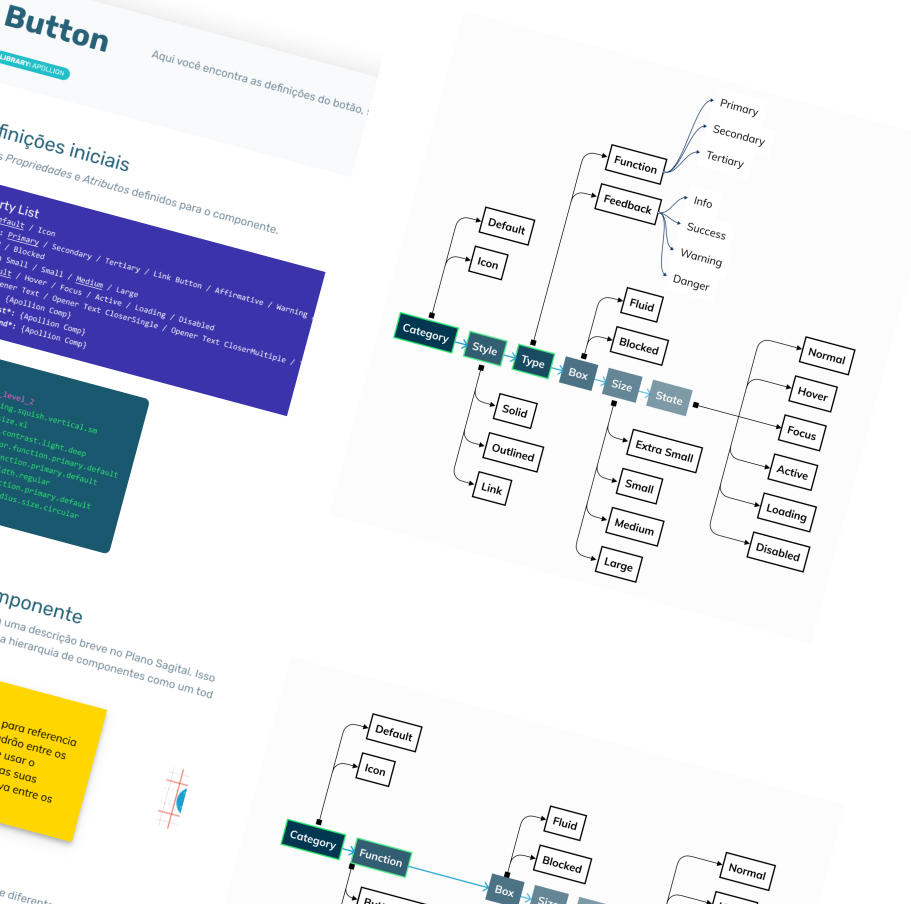 Button
LIBRARY: APOLLION
Aqui você encontra as definições do botão,
finições iniciais
Propriedades e Atributos definidos para o componente.
rty List
efault / Icon
: Primary / Secondary / Tertiary / Link Button / Affirmative / Warning
/ Blocked
Small / Small / Medium / Large
ult / Hover / Focus / Active / Loading / Disabled
ener Text / Opener Text CloserSingle / Opener Text CloserMultiple /
{Apollion Comp}
st*: {Apollion Comp}
nd*: {Apollion Comp}
_level_2
ing.squish.vertical.sm
size.xl
.contrast.light.deep
or.function.primary.default
nction.primary.default
idth.regular
ction.primary.default
dius.size.circular
mponente
uma descrição breve no Plano Sagital. Isso
a hierarquia de componentes como um tod
para referencia
drão entre os
usar o
as suas
va entre os
e diferente
Primary
Secondary
Tertiary
Function
Feedback
Info
Success
Warning
Danger
Default
Icon
Fluid
Blocked
Category
Style
Type
Box
Size
State
Solid
Outlined
Link
Extra Small
Small
Medium
Large
Normal
Hover
Focus
Active
Loading
Disabled
Default
Icon
Category
Function
Fluid
Blocked
Box
Size
Normal